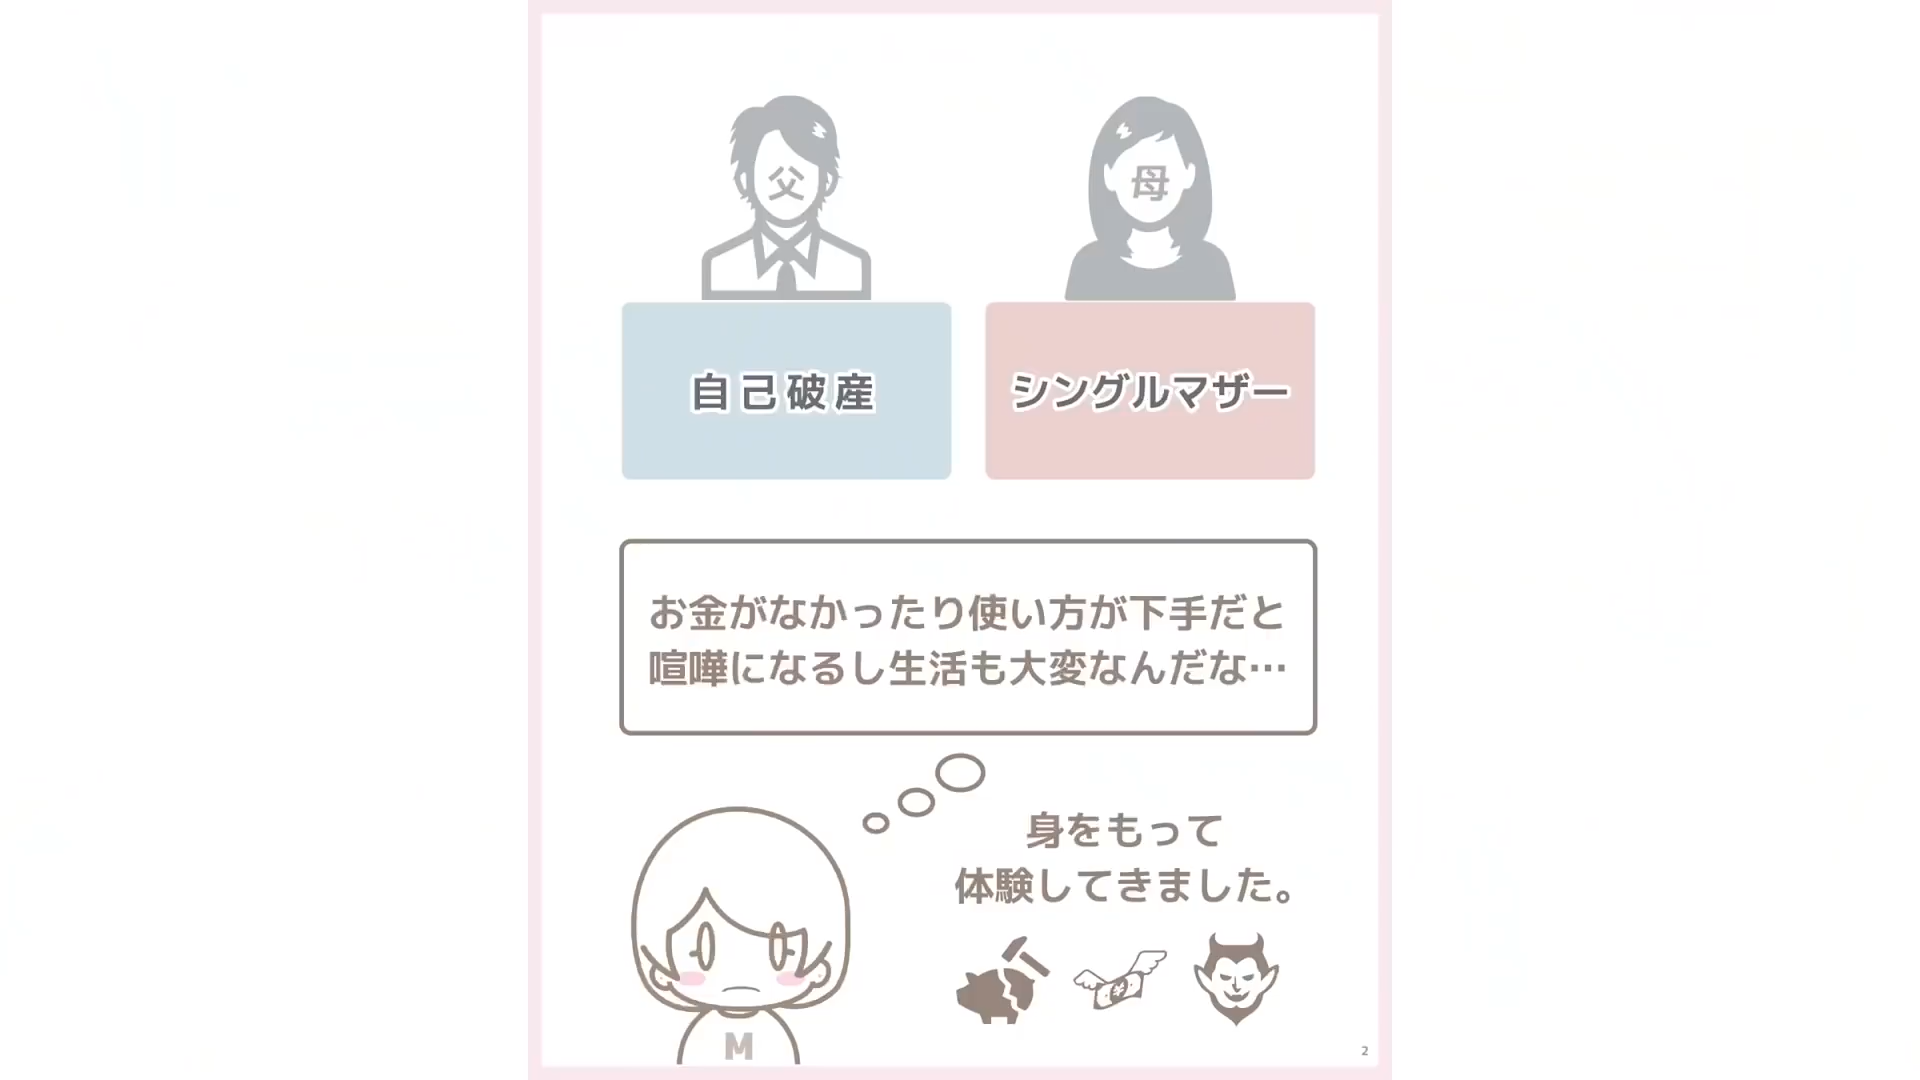 父
母
自己破産
シングルマザー
お金がなかったり使い方が下手だと
喧嘩になるし生活も大変なんだな…
身をもって
体験してきました。
¥
M
2